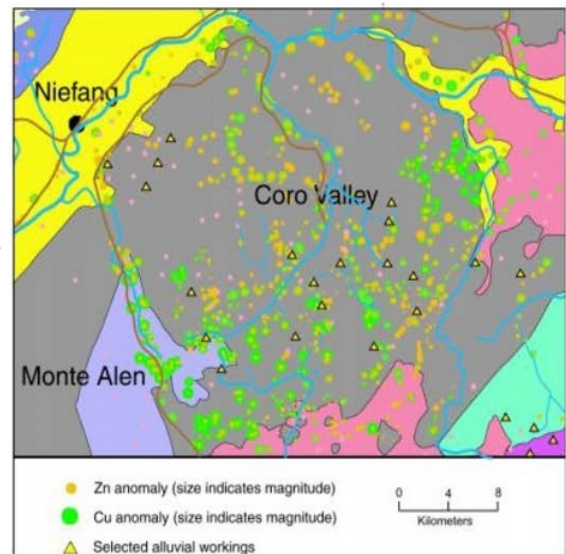 Niefang
Coro Valley
Monte Alen
Zn anomaly (size indicates magnitude)
Cu anomaly (size indicates magnitude)
Selected alluvial workings
0 4 8
Kilometers